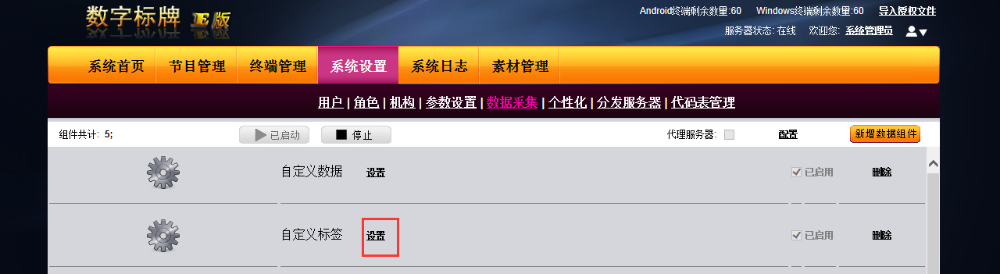 数字标牌 E版
Android终端剩余数量:60 Windows终端剩余数量:60 导入授权文件
服务器状态: 在线 欢迎您: 系统管理员
系统首页 节目管理 终端管理 系统设置 系统日志 素材管理
用户 | 角色 | 机构 | 参数设置 | 数据采集 | 个性化 | 分发服务器 | 代码表管理
组件共计: 5; 已启动 停止 代理服务器: 配置 新增数据组件
自定义数据 设置 已启用 删除
自定义标签 设置 已启用 删除